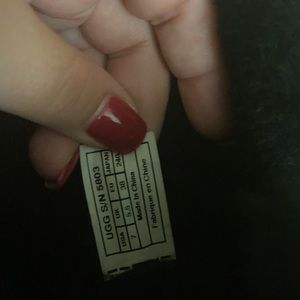 UGG S/N 5803
USA UK EU JAPAN
7 5.5 38 240
Made in China
Fabriqué en Chine